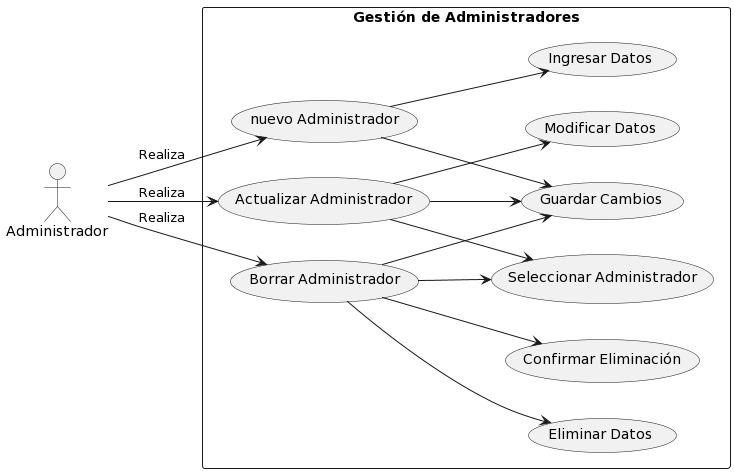 Gestión de Administradores
Ingresar Datos
nuevo Administrador
Modificar Datos
Realiza
Realiza
Actualizar Administrador
Guardar Cambios
Realiza
Administrador
Borrar Administrador
Seleccionar Administrador
Confirmar Eliminación
Eliminar Datos